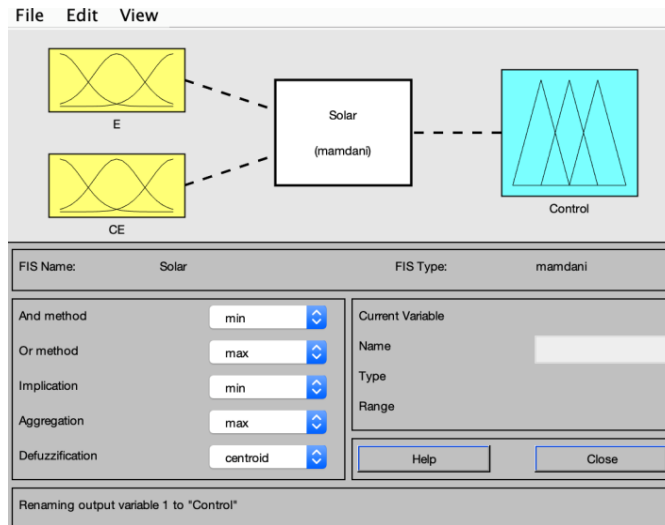 File Edit View
E
Solar
(mamdani)
CE
Control
FIS Name: Solar FIS Type: mamdani
And method min
Or method max
Implication min
Aggregation max
Defuzzification centroid
Current Variable
Name
Type
Range
Help Close
Renaming output variable 1 to "Control"